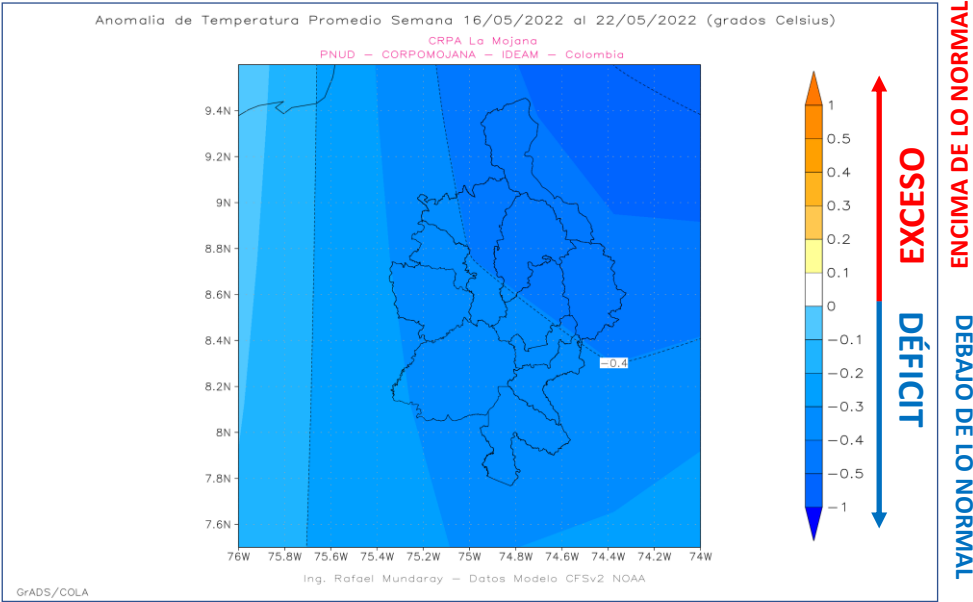 Anomalia de Temperatura Promedio Semana 16/05/2022 al 22/05/2022 (grados Celsius)
CRPA La Mojana
PNUD – CORPOMOJANA – IDEAM – Colombia
9.4N
9.2N
9N
8.8N
8.6N
8.4N
8.2N
8N
7.8N
7.6N
76W
75.8W
75.6W
75.4W
75.2W
75W
74.8W
74.6W
74.4W
74.2W
74W
−0.4
1
0.5
0.4
0.3
0.2
0.1
0
−0.1
−0.2
−0.3
−0.4
−0.5
−1
EXCESO
DÉFICIT
ENCIMA DE LO NORMAL
DEBAJO DE LO NORMAL
Ing. Rafael Mundaray – Datos Modelo CFSv2 NOAA
GrADS/COLA